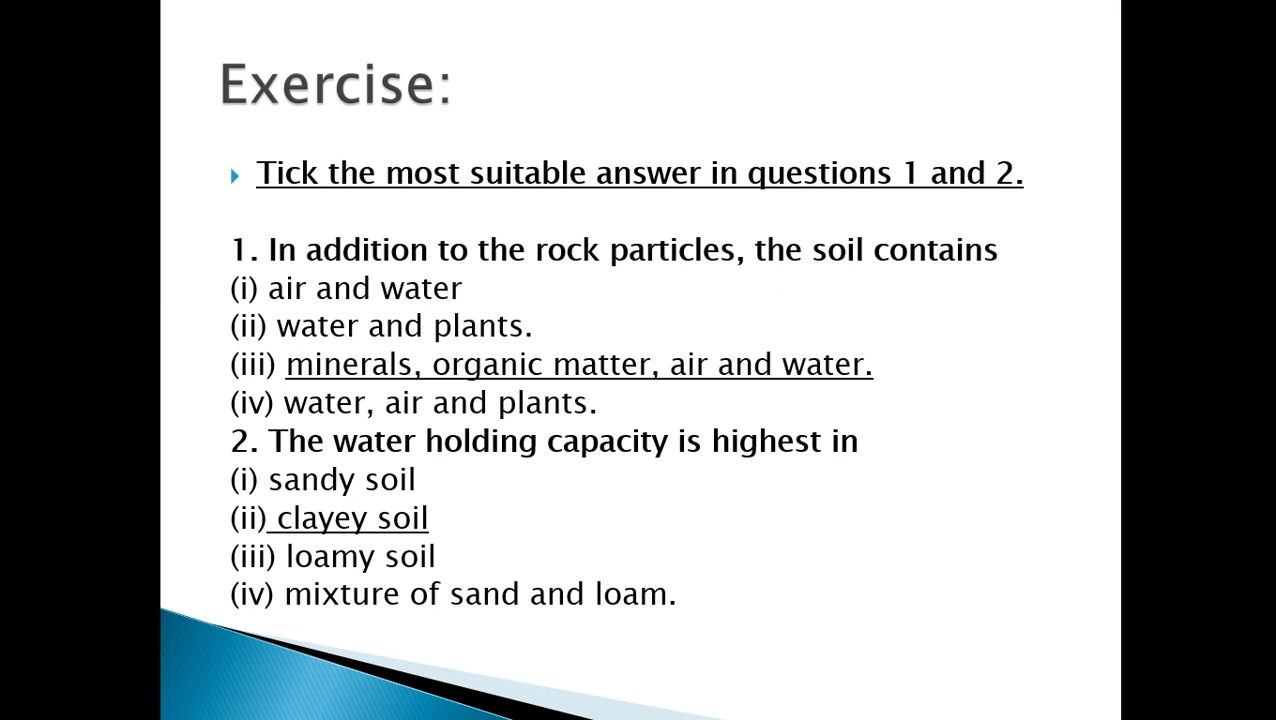 Exercise:
Tick the most suitable answer in questions 1 and 2.
1. In addition to the rock particles, the soil contains
(i) air and water
(ii) water and plants.
(iii) minerals, organic matter, air and water.
(iv) water, air and plants.
2. The water holding capacity is highest in
(i) sandy soil
(ii) clayey soil
(iii) loamy soil
(iv) mixture of sand and loam.